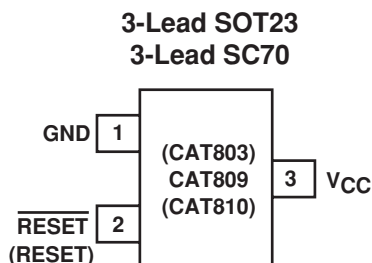 3-Lead SOT23
3-Lead SC70
GND 1
(CAT803)
CAT809
(CAT810)
3 VCC
RESET 2
(RESET)